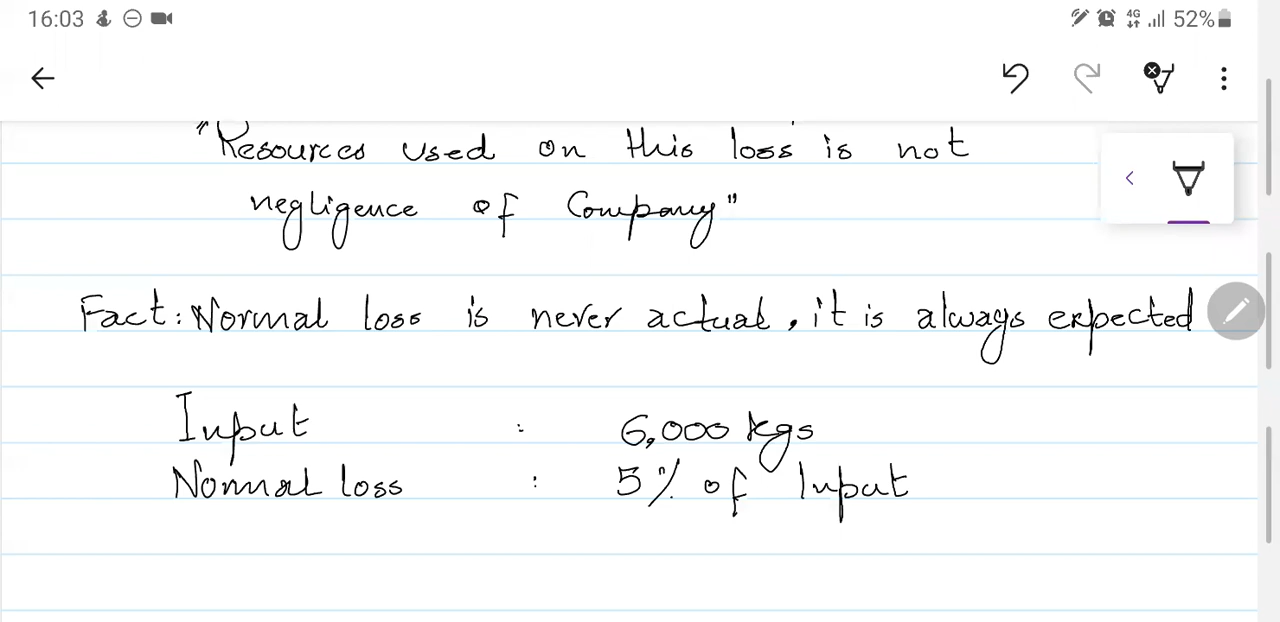 16:03 4G 52%
"Resources used on this loss is not
negligence of Company"
Fact: Normal loss is never actual, it is always expected
Input : 6,000 kgs
Normal loss : 5% of Input